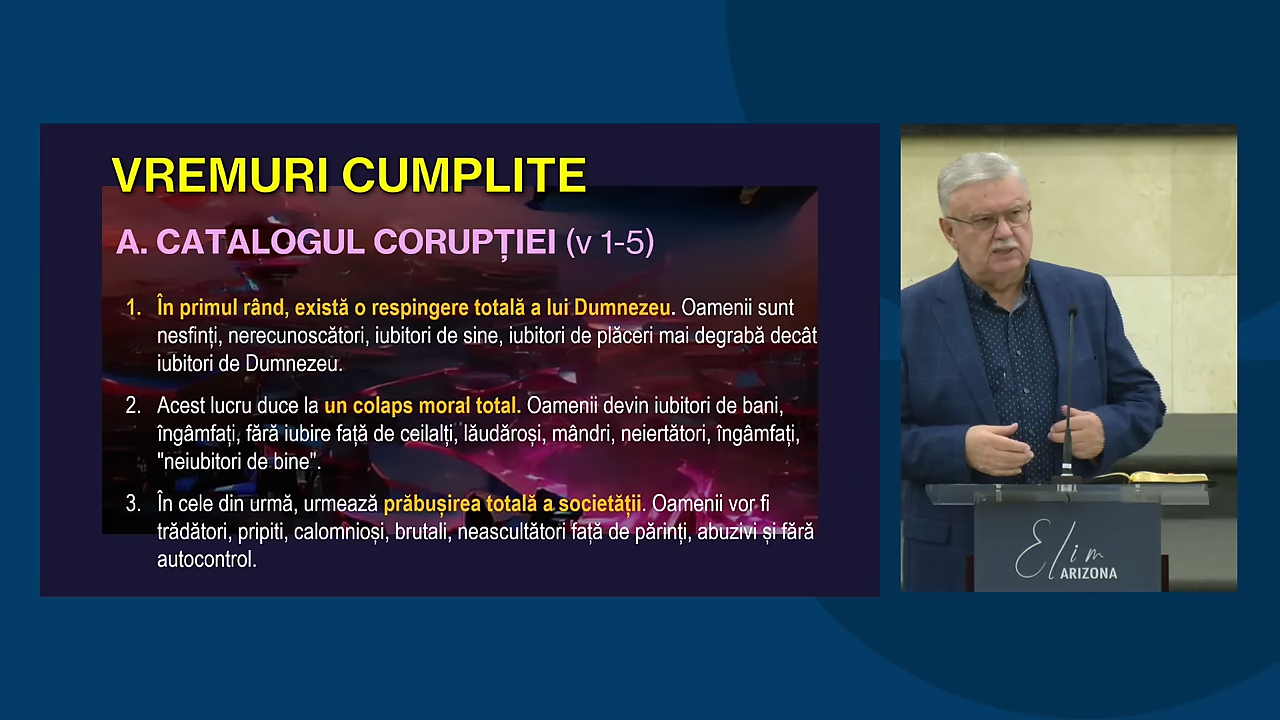 VREMURI CUMPLITE
A. CATALOGUL CORUPȚIEI (v 1-5)
1. În primul rând, există o respingere totală a lui Dumnezeu. Oamenii sunt
nesfinți, nerecunoscători, iubitori de sine, iubitori de plăceri mai degrabă decât
iubitori de Dumnezeu.
2. Acest lucru duce la un colaps moral total. Oamenii devin iubitori de bani,
îngâmfați, fără iubire față de ceilalți, lăudăroși, mândri, neiertători, îngâmfați,
"neiubitori de bine".
3. În cele din urmă, urmează prăbușirea totală a societății. Oamenii vor fi
trădători, pripiti, calomnioși, brutali, neascultători față de părinți, abuzivi și fără
autocontrol.
Elim
ARIZONA